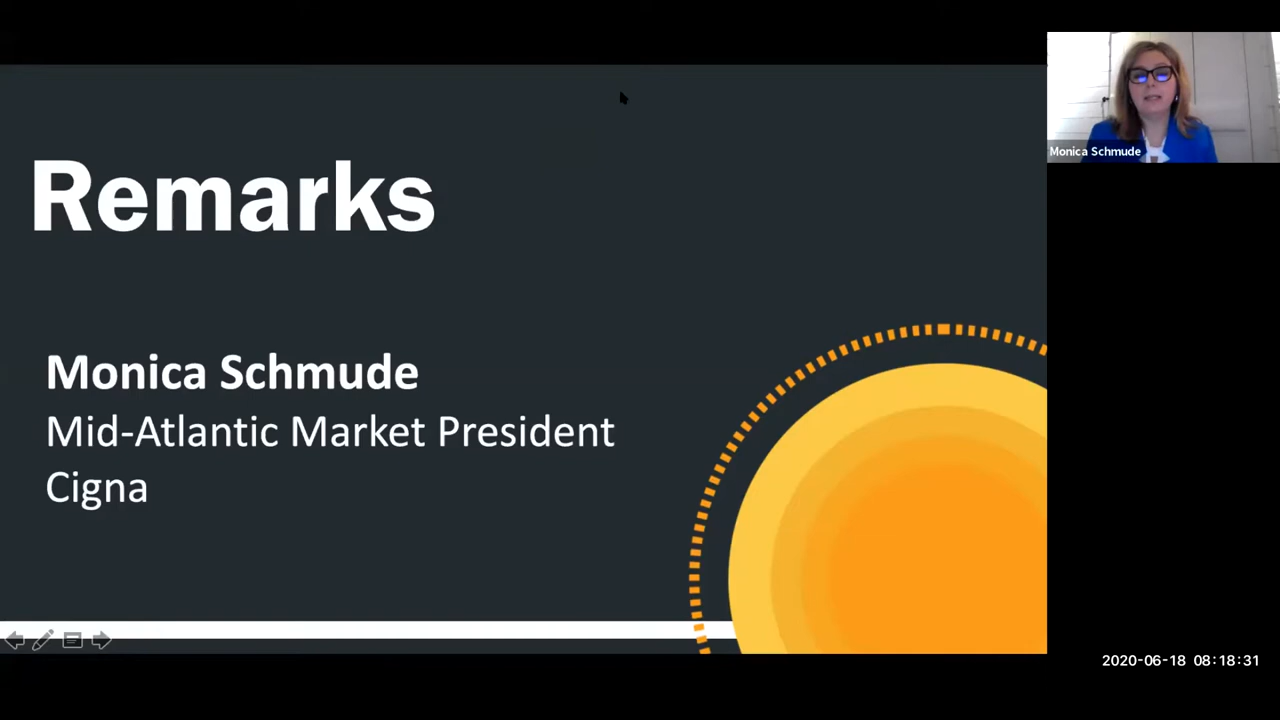 Remarks
Monica Schmude
Mid-Atlantic Market President
Cigna
Monica Schmude
2020-06-18 08:18:31